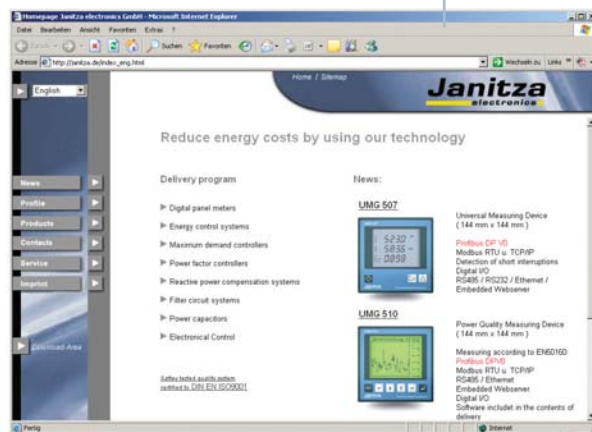 Homepage Janitza electronics GmbH - Microsoft Internet Explorer
Datei Bearbeiten Ansicht Favoriten Extras ?
Zurück Suchen Favoriten
Adresse http://janitza.de/index_eng.html Wechseln zu Links
Home / Sitemap
English
Janitza
electronics
Reduce energy costs by using our technology
Delivery program
News:
News
Profile
Products
Contacts
Service
Imprint
Download-Area
Digital panel meters
Energy control systems
Maximum demand controllers
Power factor controllers
Reactive power compensation systems
Filter circuit systems
Power capacitors
Electronical Control
Safety tested quality system
certified to DIN EN ISO9001
UMG 507
Universal Measuring Device
(144 mm x 144 mm)
Profibus DP V0
Modbus RTU u. TCP/IP
Detection of short interruptions
Digital I/O
RS485 / RS232 / Ethernet /
Embedded Webserver
UMG 510
Power Quality Measuring Device
(144 mm x 144 mm)
Measuring according to EN50160
Profibus DPV0
Modbus RTU u. TCP/IP
RS485 / Ethernet
Embedded Webserver
Digital I/O
Software includet in the contents of
delivery
Fertig
Internet